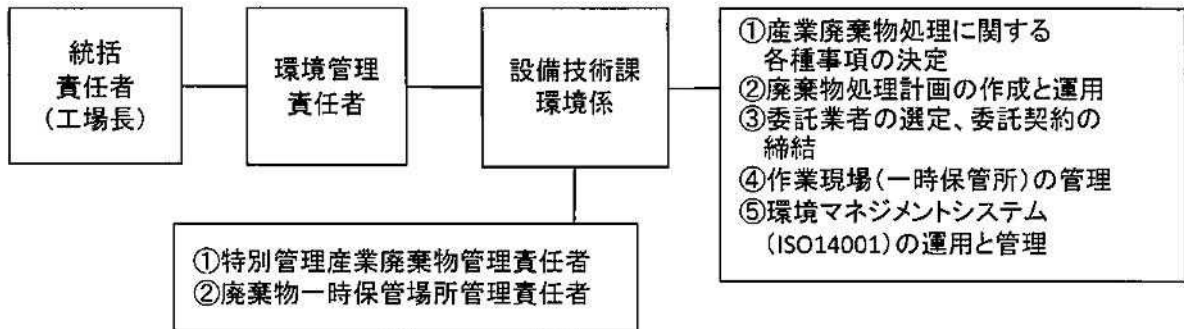 統括
責任者
(工場長)
環境管理
責任者
設備技術課
環境係
①産業廃棄物処理に関する
各種事項の決定
②廃棄物処理計画の作成と運用
③委託業者の選定、委託契約の
締結
④作業現場(一時保管所)の管理
⑤環境マネジメントシステム
(ISO14001)の運用と管理
①特別管理産業廃棄物管理責任者
②廃棄物一時保管場所管理責任者